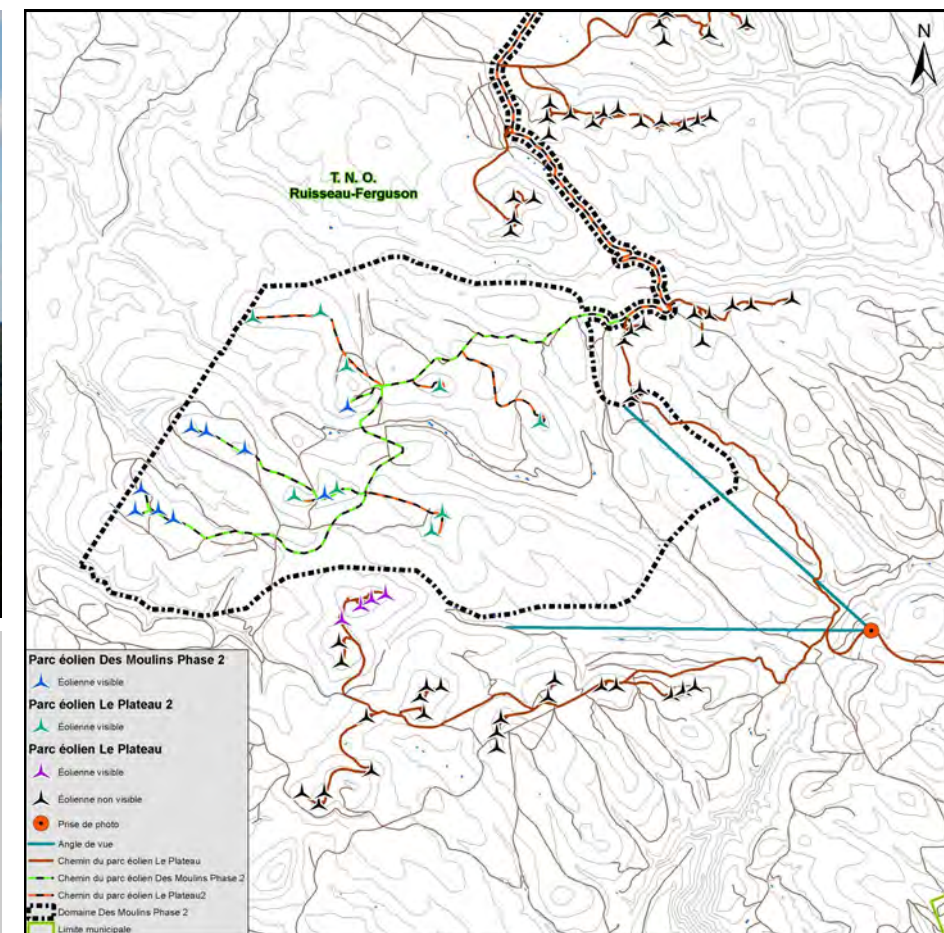 N
T. N. O.
Ruisseau-Ferguson
Parc éolien Des Moulins Phase 2
Éolienne visible
Parc éolien Le Plateau 2
Éolienne visible
Parc éolien Le Plateau
Éolienne visible
Éolienne non visible
Prise de photo
Angle de vue
Chemin du parc éolien Le Plateau
Chemin du parc éolien Des Moulins Phase 2
Chemin du parc éolien Le Plateau2
Domaine Des Moulins Phase 2
Limite municipale